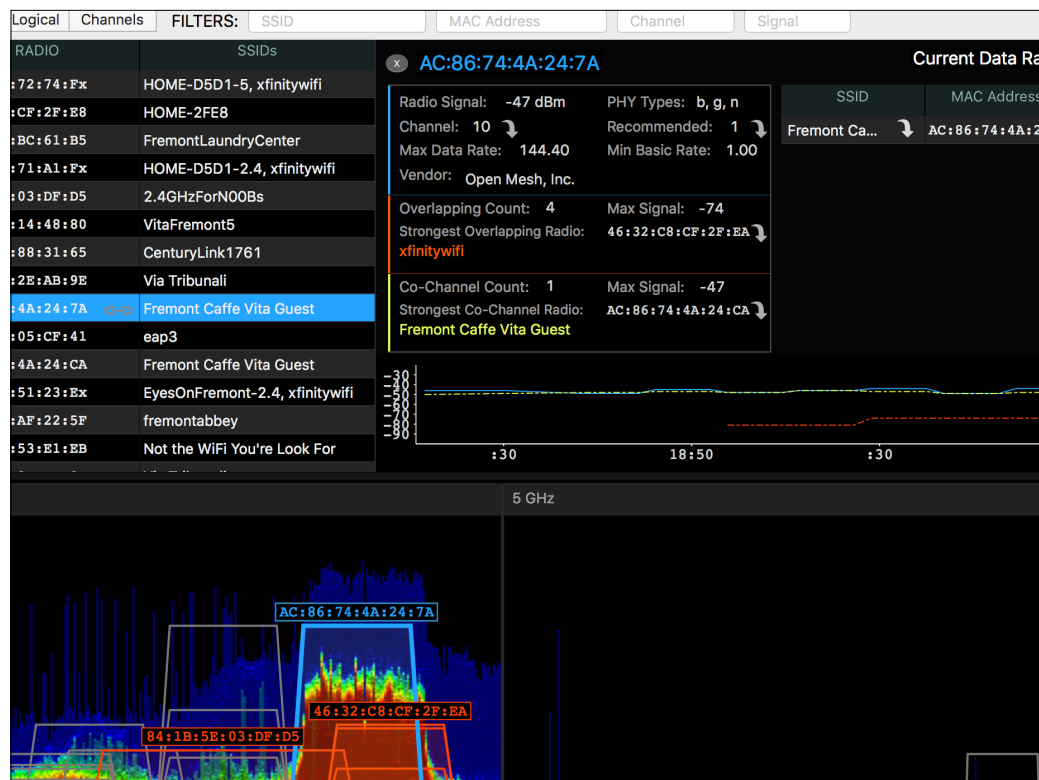 Logical Channels FILTERS: SSID MAC Address Channel Signal
RADIO SSIDs
:72:74:Fx HOME-D5D1-5, xfinitywifi
:CF:2F:E8 HOME-2FE8
:BC:61:B5 FremontLaundryCenter
:71:A1:Fx HOME-D5D1-2.4, xfinitywifi
:03:DF:D5 2.4GHzForN00Bs
:14:48:80 VitaFremont5
:88:31:65 CenturyLink1761
:2E:AB:9E Via Tribunali
:4A:24:7A Fremont Caffe Vita Guest
:05:CF:41 eap3
:4A:24:CA Fremont Caffe Vita Guest
:51:23:Ex EyesOnFremont-2.4, xfinitywifi
:AF:22:5F fremontabbey
:53:E1:EB Not the WiFi You're Look For
X AC:86:74:4A:24:7A
Radio Signal: -47 dBm PHY Types: b, g, n
Channel: 10 Recommended: 1
Max Data Rate: 144.40 Min Basic Rate: 1.00
Vendor: Open Mesh, Inc.
Overlapping Count: 4 Max Signal: -74
Strongest Overlapping Radio: 46:32:C8:CF:2F:EA
xfinitywifi
Co-Channel Count: 1 Max Signal: -47
Strongest Co-Channel Radio: AC:86:74:4A:24:CA
Fremont Caffe Vita Guest
Current Data Ra
SSID MAC Address
Fremont Ca... AC:86:74:4A:2
-30
-40
-50
-60
-70
-80
-90
:30 18:50 :30
5 GHz
AC:86:74:4A:24:7A
46:32:C8:CF:2F:EA
84:1B:5E:03:DF:D5